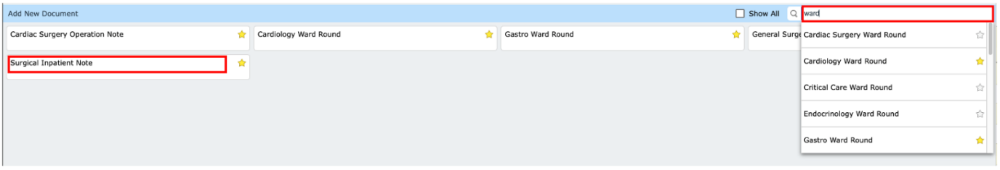 Add New Document
Show All
ward
Cardiac Surgery Operation Note
Cardiology Ward Round
Gastro Ward Round
General Surge
Surgical Inpatient Note
Cardiac Surgery Ward Round
Cardiology Ward Round
Critical Care Ward Round
Endocrinology Ward Round
Gastro Ward Round